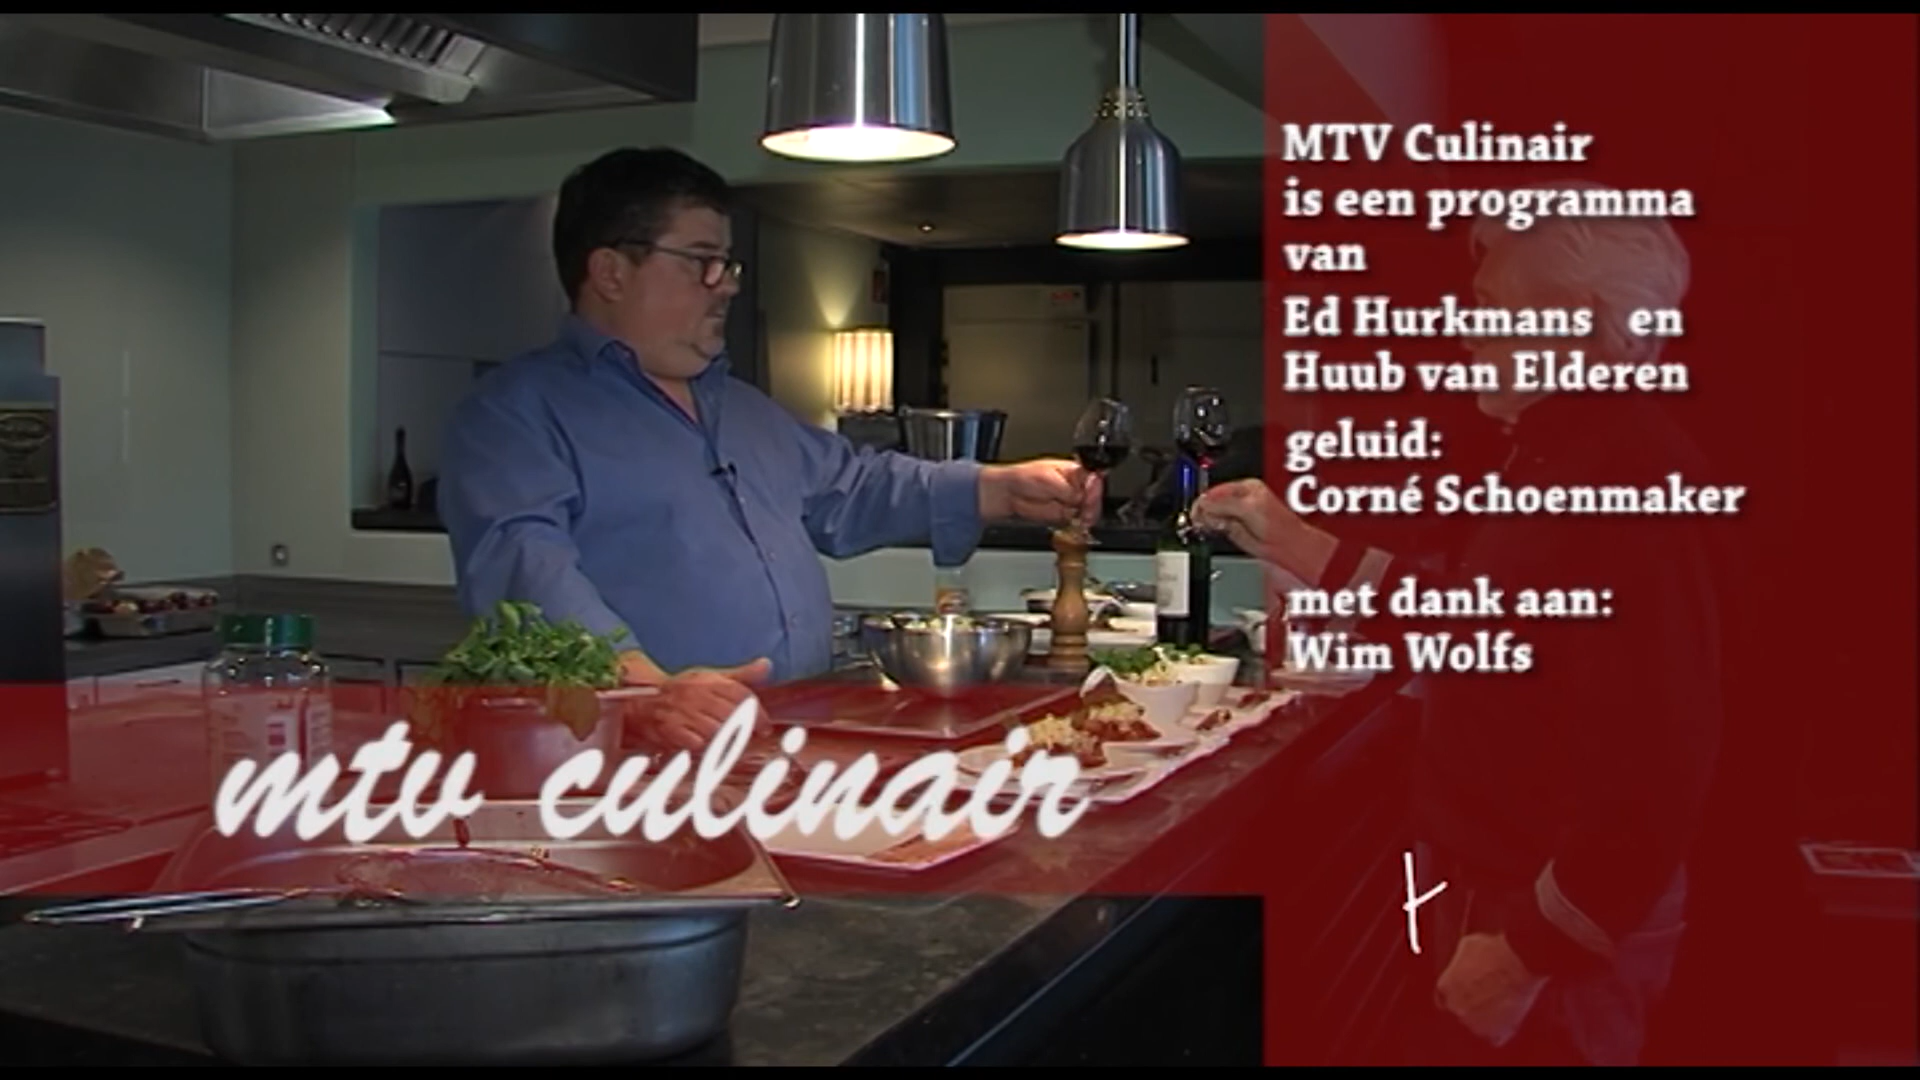 MTV Culinair
is een programma
van
Ed Hurkmans en
Huub van Elderen
geluid:
Corné Schoenmaker
met dank aan:
Wim Wolfs
mtv culinair